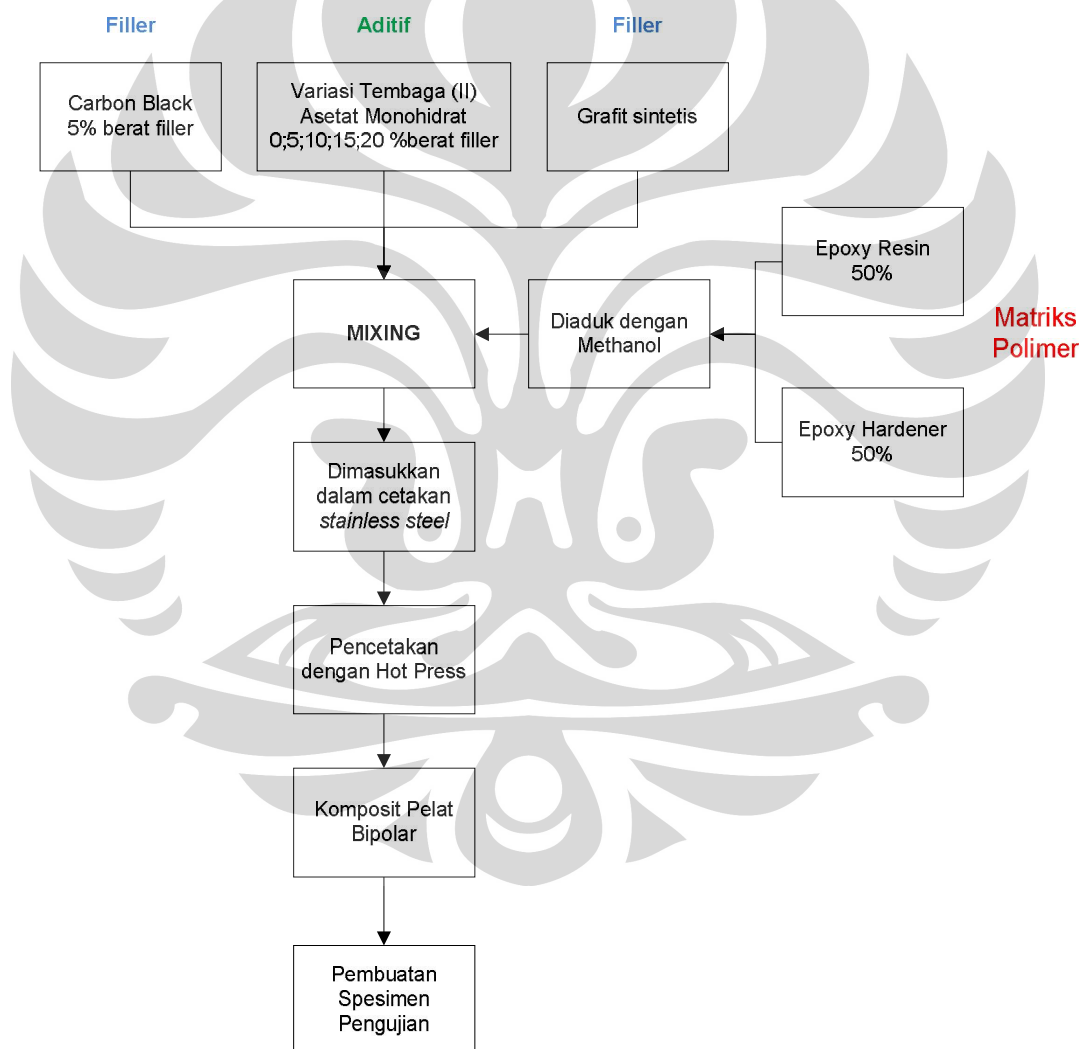 Filler
Aditif
Filler
Carbon Black
5% berat filler
Variasi Tembaga (II)
Asetat Monohidrat
0;5;10;15;20 %berat filler
Grafit sintetis
Epoxy Resin
50%
MIXING
Diaduk dengan
Methanol
Matriks
Polimer
Epoxy Hardener
50%
Dimasukkan
dalam cetakan
stainless steel
Pencetakan
dengan Hot Press
Komposit Pelat
Bipolar
Pembuatan
Spesimen
Pengujian